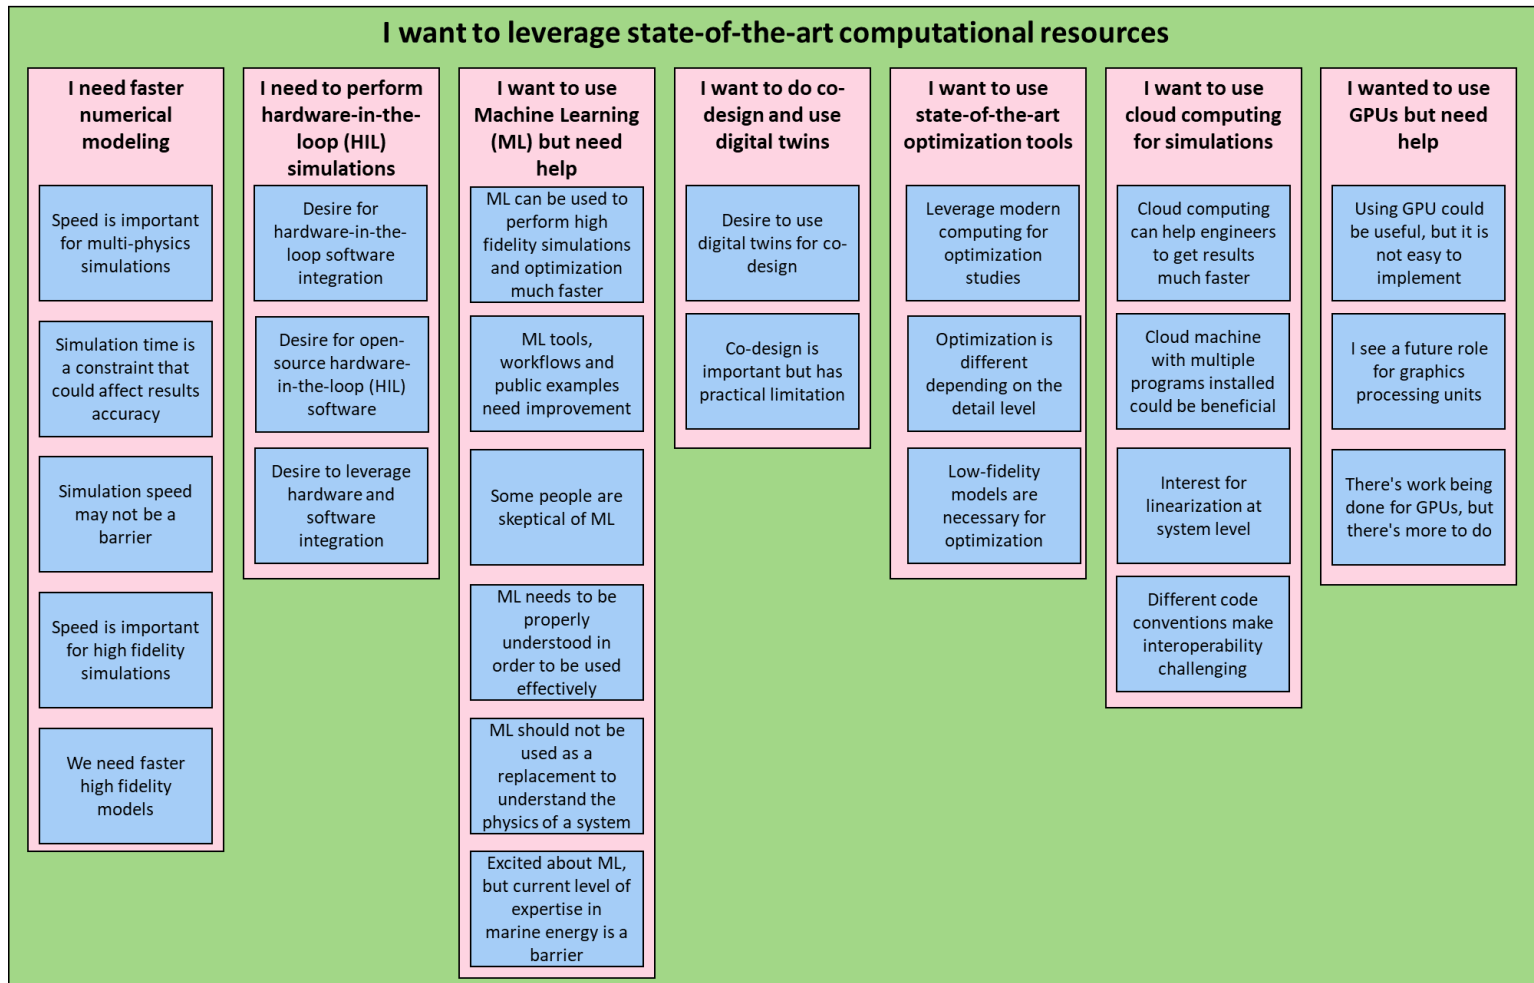 I want to leverage state-of-the-art computational resources
I need faster
numerical
modeling
Speed is important
for multi-physics
simulations
Simulation time is
a constraint that
could affect results
accuracy
Simulation speed
may not be a
barrier
Speed is important
for high fidelity
simulations
We need faster
high fidelity
models
I need to perform
hardware-in-the-
loop (HIL)
simulations
Desire for
hardware-in-the-
loop software
integration
Desire for open-
source hardware-
in-the-loop (HIL)
software
Desire to leverage
hardware and
software
integration
I want to use
Machine Learning
(ML) but need
help
ML can be used to
perform high
fidelity simulations
and optimization
much faster
ML tools,
workflows and
public examples
need improvement
Some people are
skeptical of ML
ML needs to be
properly
understood in
order to be used
effectively
ML should not be
used as a
replacement to
understand the
physics of a system
Excited about ML,
but current level of
expertise in
marine energy is a
barrier
I want to do co-
design and use
digital twins
Desire to use
digital twins for co-
design
Co-design is
important but has
practical limitation
I want to use
state-of-the-art
optimization tools
Leverage modern
computing for
optimization
studies
Optimization is
different
depending on the
detail level
Low-fidelity
models are
necessary for
optimization
I want to use
cloud computing
for simulations
Cloud computing
can help engineers
to get results
much faster
Cloud machine
with multiple
programs installed
could be beneficial
Interest for
linearization at
system level
Different code
conventions make
interoperability
challenging
I wanted to use
GPUs but need
help
Using GPU could
be useful, but it is
not easy to
implement
I see a future role
for graphics
processing units
There's work being
done for GPUs, but
there's more to do